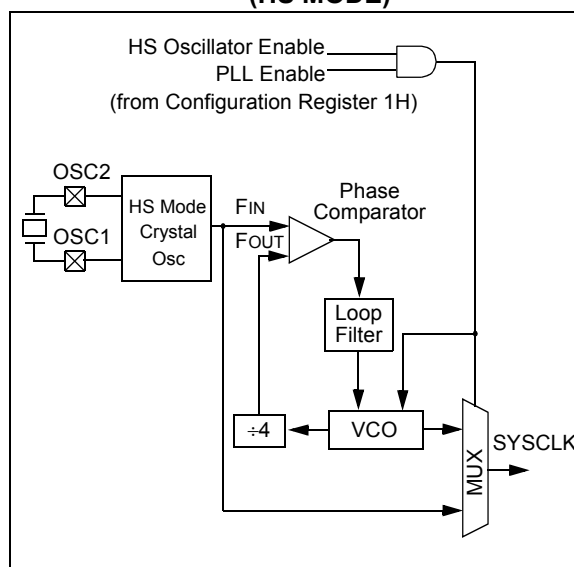 (HS MODE)
HS Oscillator Enable
PLL Enable
(from Configuration Register 1H)
OSC2
OSC1
HS Mode
Crystal
Osc
FIN
FOUT
Phase
Comparator
Loop
Filter
÷4
VCO
MUX
SYSCLK